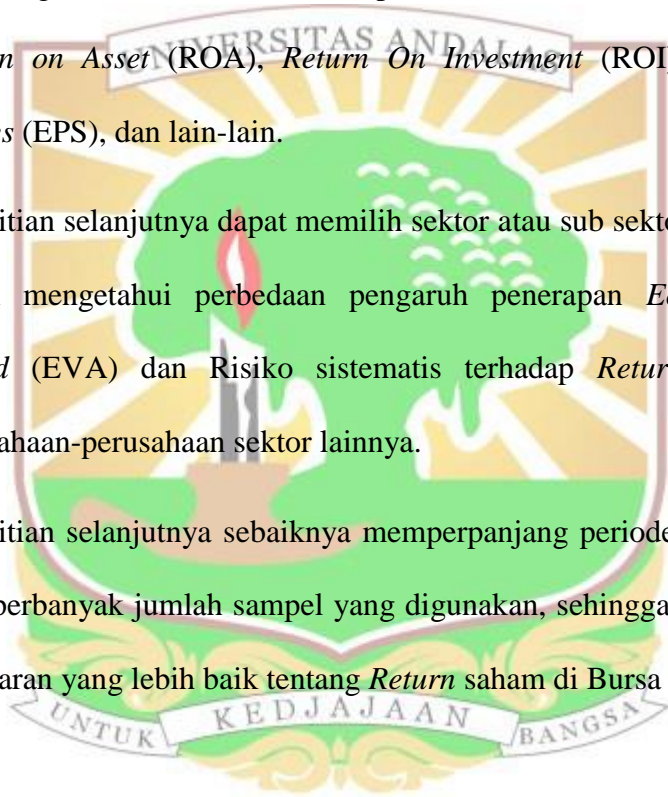 UNIVERSITAS ANDALAS
n on Asset (ROA), Return On Investment (ROI)
s (EPS), dan lain-lain.
itian selanjutnya dapat memilih sektor atau sub sekto
mengetahui perbedaan pengaruh penerapan
d (EVA) dan Risiko sistematis terhadap Retur
ahaan-perusahaan sektor lainnya.
itian selanjutnya sebaiknya memperpanjang periode
perbanyak jumlah sampel yang digunakan, sehingga
aran yang lebih baik tentang Return saham di Bursa
UNTUK KEDJAJAAN BANGSA